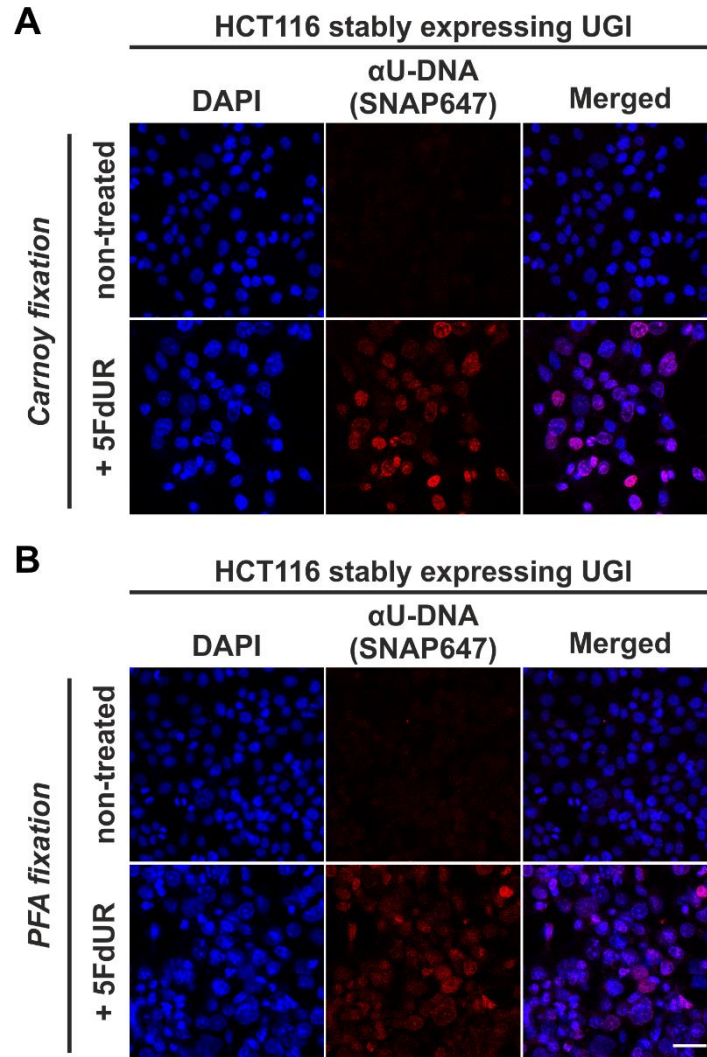 A
HCT116 stably expressing UGI
DAPI
αU-DNA
(SNAP647)
Merged
Carnoy fixation
non-treated
+ 5FdUR
B
HCT116 stably expressing UGI
DAPI
αU-DNA
(SNAP647)
Merged
PFA fixation
non-treated
+ 5FdUR